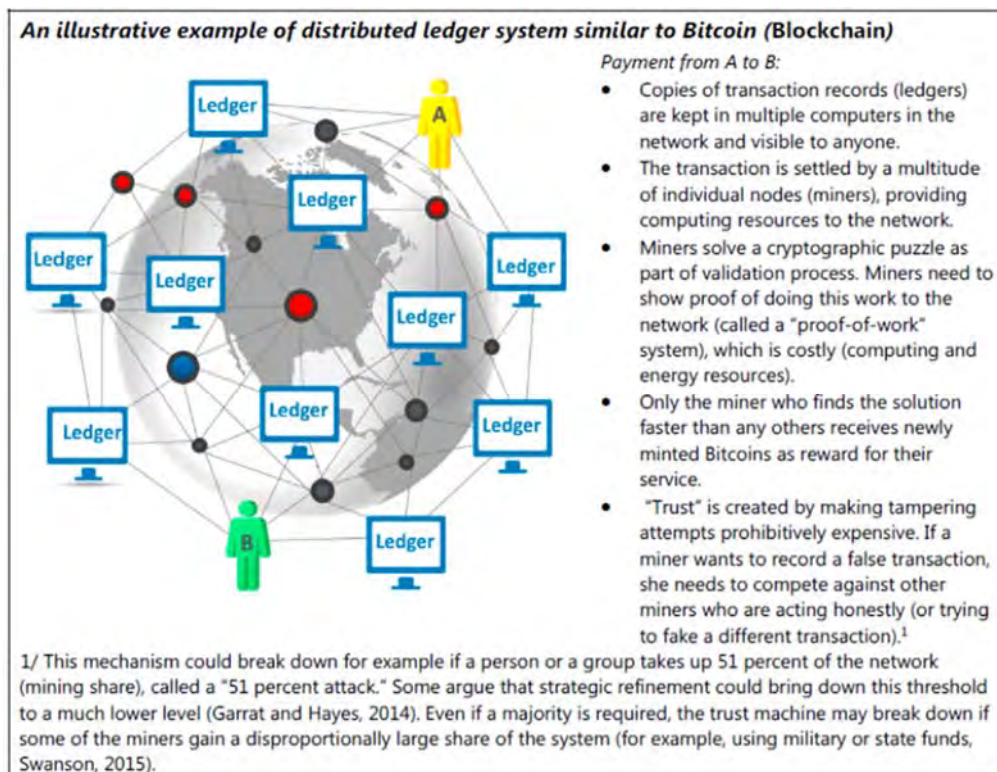 An illustrative example of distributed ledger system similar to Bitcoin (Blockchain)
Ledger
A
Ledger
Ledger
Ledger
Ledger
Ledger
Ledger
Ledger
Ledger
Ledger
B
Payment from A to B:
• Copies of transaction records (ledgers)
are kept in multiple computers in the
network and visible to anyone.
• The transaction is settled by a multitude
of individual nodes (miners), providing
computing resources to the network.
• Miners solve a cryptographic puzzle as
part of validation process. Miners need to
show proof of doing this work to the
network (called a "proof-of-work"
system), which is costly (computing and
energy resources).
• Only the miner who finds the solution
faster than any others receives newly
minted Bitcoins as reward for their
service.
• "Trust" is created by making tampering
attempts prohibitively expensive. If a
miner wants to record a false transaction,
she needs to compete against other
miners who are acting honestly (or trying
to fake a different transaction).¹
1/ This mechanism could break down for example if a person or a group takes up 51 percent of the network
(mining share), called a "51 percent attack." Some argue that strategic refinement could bring down this threshold
to a much lower level (Garrat and Hayes, 2014). Even if a majority is required, the trust machine may break down if
some of the miners gain a disproportionally large share of the system (for example, using military or state funds,
Swanson, 2015).